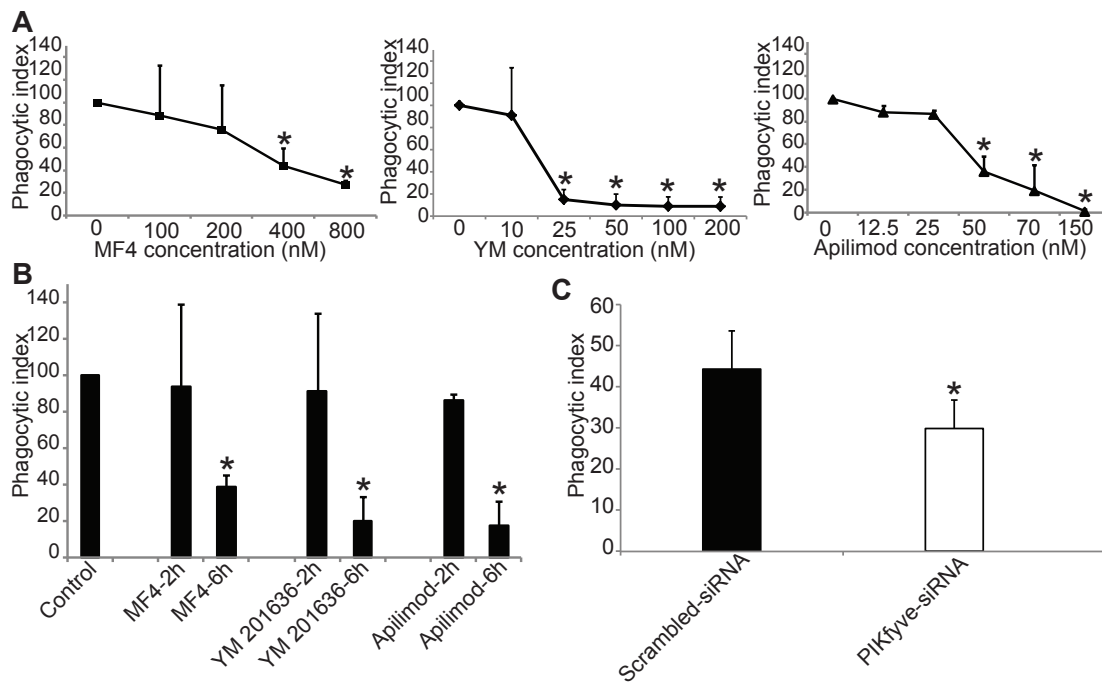 A
Phagocytic index
140
120
100
80
60
40
20
0
* *
0 100 200 400 800
MF4 concentration (nM)
Phagocytic index
140
120
100
80
60
40
20
0
* * * *
0 10 25 50 100 200
YM concentration (nM)
Phagocytic index
140
120
100
80
60
40
20
0
* * *
0 12.5 25 50 70 150
Apilimod concentration (nM)
B
Phagocytic index
140
120
100
80
60
40
20
0
* * *
Control
MF4-2h
MF4-6h
YM 201636-2h
YM 201636-6h
Apilimod-2h
Apilimod-6h
C
Phagocytic index
60
50
40
30
20
10
0
*
Scrambled-siRNA
PIKfyve-siRNA